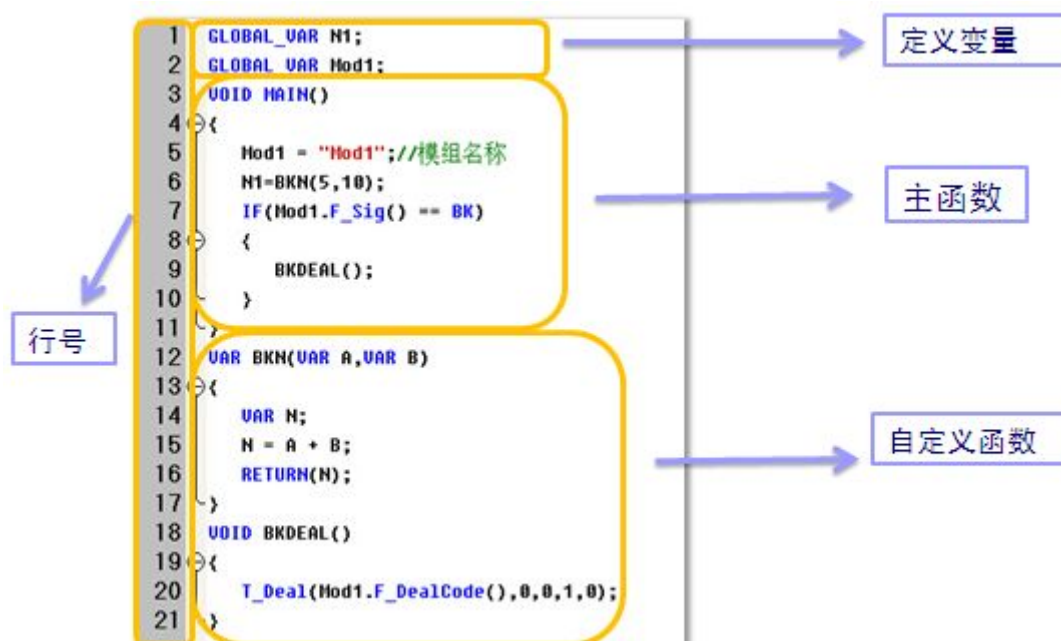 1 GLOBAL_VAR N1;
2 GLOBAL_VAR Mod1;
3 VOID MAIN()
4 {
5 Mod1 = "Mod1";//模组名称
6 N1=BKN(5,10);
7 IF(Mod1.F_Sig() == BK)
8 {
9 BKDEAL();
10 }
11 }
12 VAR BKN(VAR A,VAR B)
13 {
14 VAR N;
15 N = A + B;
16 RETURN(N);
17 }
18 VOID BKDEAL()
19 {
20 T_Deal(Mod1.F_DealCode(),0,0,1,0);
21 }
定义变量
主函数
行号
自定义函数